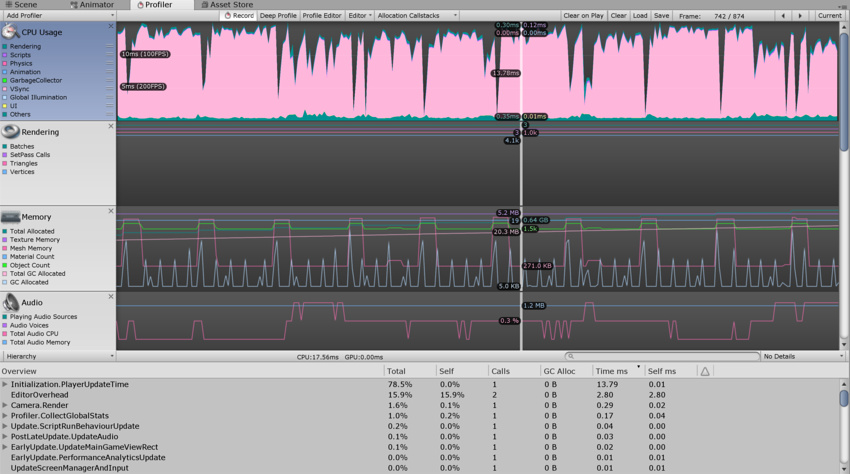 Scene Animator Profiler Asset Store
Add Profiler Record Deep Profile Profile Editor Editor Allocation Callstacks Clear on Play Clear Load Save Frame: 742 / 874 Current
CPU Usage
Rendering
Scripts
Physics
Animation
GarbageCollector
VSync
Global Illumination
UI
Others
10ms (100FPS)
5ms (200FPS)
0.30ms 0.12ms
0.00ms 0.00ms
13.78ms
0.35ms 0.01ms
Rendering
Batches
SetPass Calls
Triangles
Vertices
3
3 1.0k
4.1k
Memory
Total Allocated
Texture Memory
Mesh Memory
Material Count
Object Count
Total GC Allocated
GC Allocated
5.2 MB
19 0.64 GB
20.3 MB 1.5k
271.0 KB
5.0 KB
Audio
Playing Audio Sources
Audio Voices
Total Audio CPU
Total Audio Memory
1.2 MB
0.3 %
Hierarchy CPU:17.56ms GPU:0.00ms No Details
Overview Total Self Calls GC Alloc Time ms Self ms
Initialization.PlayerUpdateTime 78.5% 0.0% 1 0 B 13.79 0.01
EditorOverhead 15.9% 15.9% 2 0 B 2.80 2.80
Camera.Render 1.6% 0.1% 1 0 B 0.29 0.02
Profiler.CollectGlobalStats 1.0% 0.2% 1 0 B 0.17 0.04
Update.ScriptRunBehaviourUpdate 0.2% 0.0% 1 0 B 0.04 0.00
PostLateUpdate.UpdateAudio 0.1% 0.0% 1 0 B 0.03 0.00
EarlyUpdate.UpdateMainGameViewRect 0.1% 0.0% 1 0 B 0.02 0.00
EarlyUpdate.PerformanceAnalyticsUpdate 0.0% 0.0% 1 0 B 0.01 0.01
UpdateScreenManagerAndInput 0.0% 0.0% 1 0 B 0.01 0.01